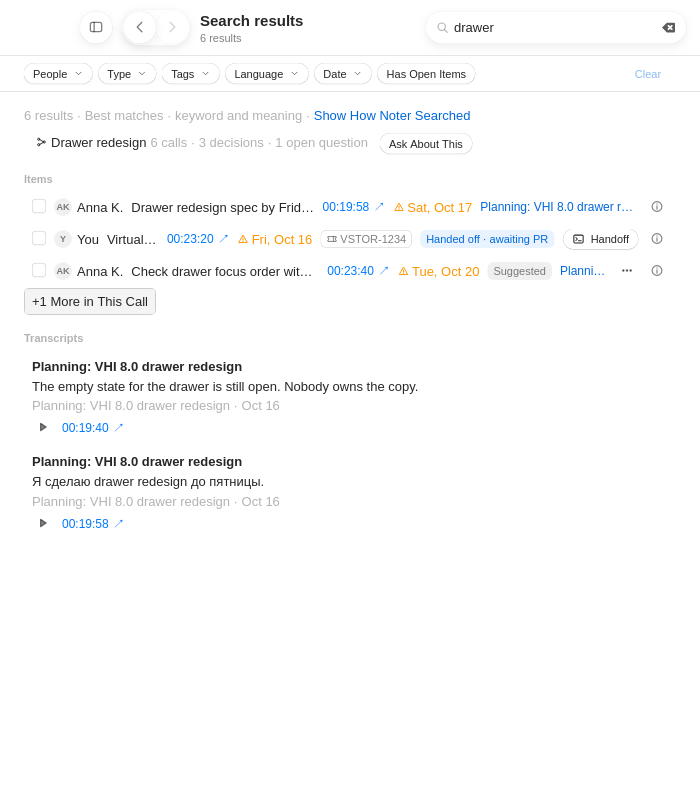 Search results
6 results
drawer
People
Type
Tags
Language
Date
Has Open Items
Clear
6 results · Best matches · keyword and meaning · Show How Noter Searched
Drawer redesign 6 calls · 3 decisions · 1 open question
Ask About This
Items
AK Anna K. Drawer redesign spec by Frid… 00:19:58 ↗ Sat, Oct 17 Planning: VHI 8.0 drawer r…
Y You Virtual… 00:23:20 ↗ Fri, Oct 16 VSTOR-1234 Handed off · awaiting PR Handoff
AK Anna K. Check drawer focus order wit… 00:23:40 ↗ Tue, Oct 20 Suggested Planni…
+1 More in This Call
Transcripts
Planning: VHI 8.0 drawer redesign
The empty state for the drawer is still open. Nobody owns the copy.
Planning: VHI 8.0 drawer redesign · Oct 16
00:19:40 ↗
Planning: VHI 8.0 drawer redesign
Я сделаю drawer redesign до пятницы.
Planning: VHI 8.0 drawer redesign · Oct 16
00:19:58 ↗